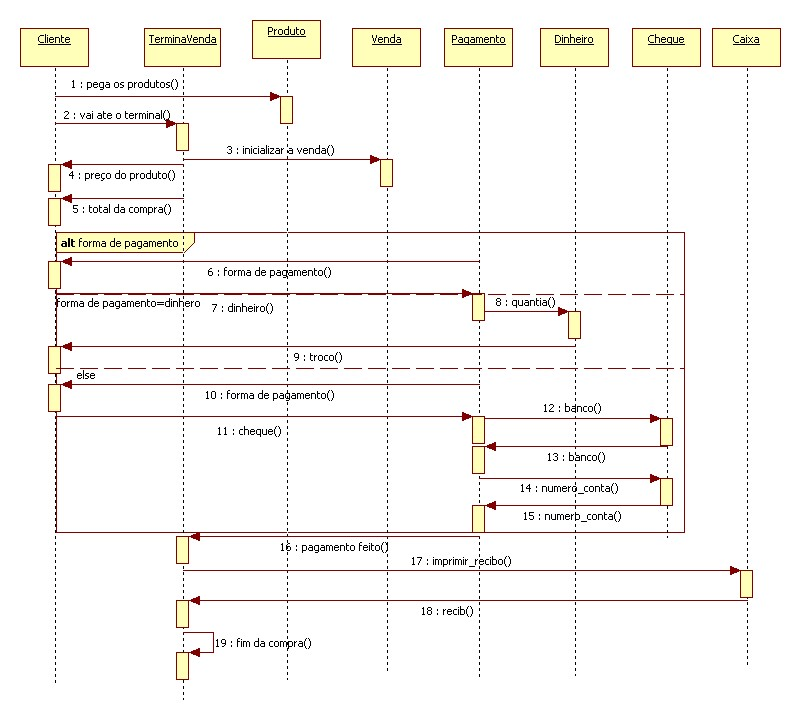 Cliente
TerminaVenda
Produto
Venda
Pagamento
Dinheiro
Cheque
Caixa
1 : pega os produtos()
2 : vai ate o terminal()
3 : inicializar a venda()
4 : preço do produto()
5 : total da compra()
alt forma de pagamento
6 : forma de pagamento()
forma de pagamento=dinhero
7 : dinheiro()
8 : quantia()
9 : troco()
else
10 : forma de pagamento()
11 : cheque()
12 : banco()
13 : banco()
14 : numero_conta()
15 : numero_conta()
16 : pagamento feito()
17 : imprimir_recibo()
18 : recib()
19 : fim da compra()